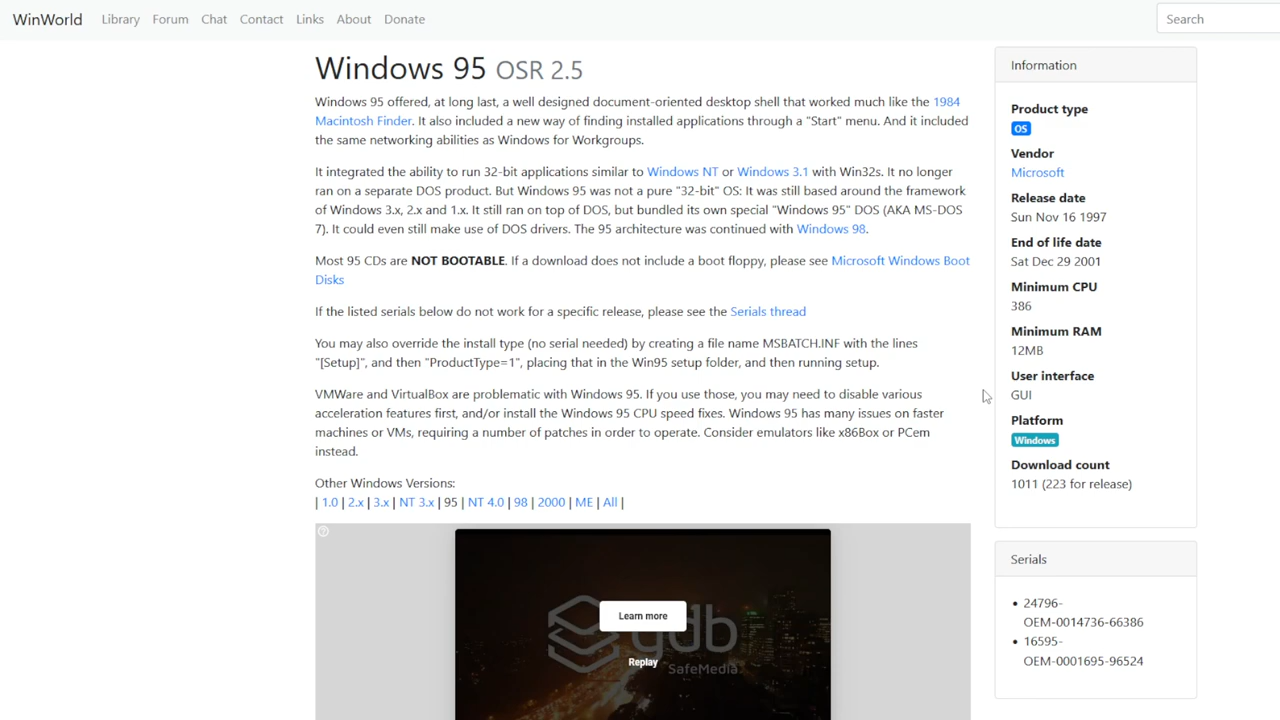 WinWorld Library Forum Chat Contact Links About Donate Search
Windows 95 OSR 2.5
Windows 95 offered, at long last, a well designed document-oriented desktop shell that worked much like the 1984
Macintosh Finder. It also included a new way of finding installed applications through a "Start" menu. And it included
the same networking abilities as Windows for Workgroups.
It integrated the ability to run 32-bit applications similar to Windows NT or Windows 3.1 with Win32s. It no longer
ran on a separate DOS product. But Windows 95 was not a pure "32-bit" OS: It was still based around the framework
of Windows 3.x, 2.x and 1.x. It still ran on top of DOS, but bundled its own special "Windows 95" DOS (AKA MS-DOS
7). It could even still make use of DOS drivers. The 95 architecture was continued with Windows 98.
Most 95 CDs are NOT BOOTABLE. If a download does not include a boot floppy, please see Microsoft Windows Boot
Disks
If the listed serials below do not work for a specific release, please see the Serials thread
You may also override the install type (no serial needed) by creating a file name MSBATCH.INF with the lines
"[Setup]", and then "ProductType=1", placing that in the Win95 setup folder, and then running setup.
VMWare and VirtualBox are problematic with Windows 95. If you use those, you may need to disable various
acceleration features first, and/or install the Windows 95 CPU speed fixes. Windows 95 has many issues on faster
machines or VMs, requiring a number of patches in order to operate. Consider emulators like x86Box or PCem
instead.
Other Windows Versions:
| 1.0 | 2.x | 3.x | NT 3.x | 95 | NT 4.0 | 98 | 2000 | ME | All |
Learn more
gdb
Replay
SafeMedia
Information
Product type
OS
Vendor
Microsoft
Release date
Sun Nov 16 1997
End of life date
Sat Dec 29 2001
Minimum CPU
386
Minimum RAM
12MB
User interface
GUI
Platform
Windows
Download count
1011 (223 for release)
Serials
24796-
OEM-0014736-66386
16595-
OEM-0001695-96524